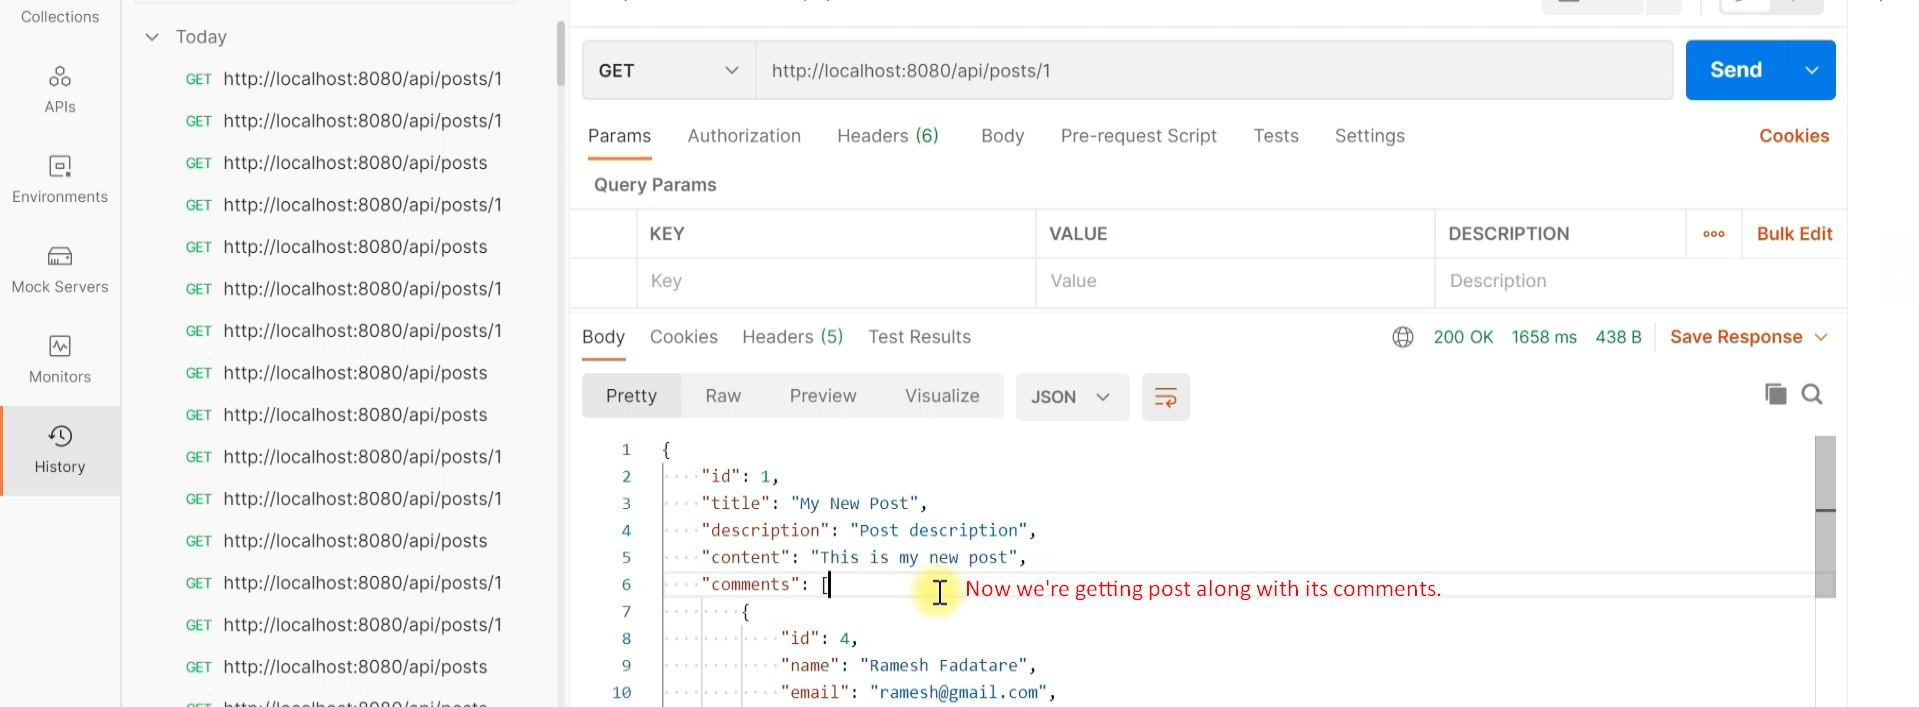 Collections
APIs
Environments
Mock Servers
Monitors
History
Today
GET http://localhost:8080/api/posts/1
GET http://localhost:8080/api/posts/1
GET http://localhost:8080/api/posts
GET http://localhost:8080/api/posts/1
GET http://localhost:8080/api/posts
GET http://localhost:8080/api/posts/1
GET http://localhost:8080/api/posts/1
GET http://localhost:8080/api/posts
GET http://localhost:8080/api/posts
GET http://localhost:8080/api/posts/1
GET http://localhost:8080/api/posts/1
GET http://localhost:8080/api/posts
GET http://localhost:8080/api/posts/1
GET http://localhost:8080/api/posts/1
GET http://localhost:8080/api/posts
GET http://localhost:8080/api/posts/1 Send
Params Authorization Headers (6) Body Pre-request Script Tests Settings Cookies
Query Params
KEY VALUE DESCRIPTION ooo Bulk Edit
Key Value Description
Body Cookies Headers (5) Test Results 200 OK 1658 ms 438 B Save Response
Pretty Raw Preview Visualize JSON
1 {
2 "id": 1,
3 "title": "My New Post",
4 "description": "Post description",
5 "content": "This is my new post",
6 "comments": [ Now we're getting post along with its comments.
7 {
8 "id": 4,
9 "name": "Ramesh Fadatare",
10 "email": "ramesh@gmail.com",